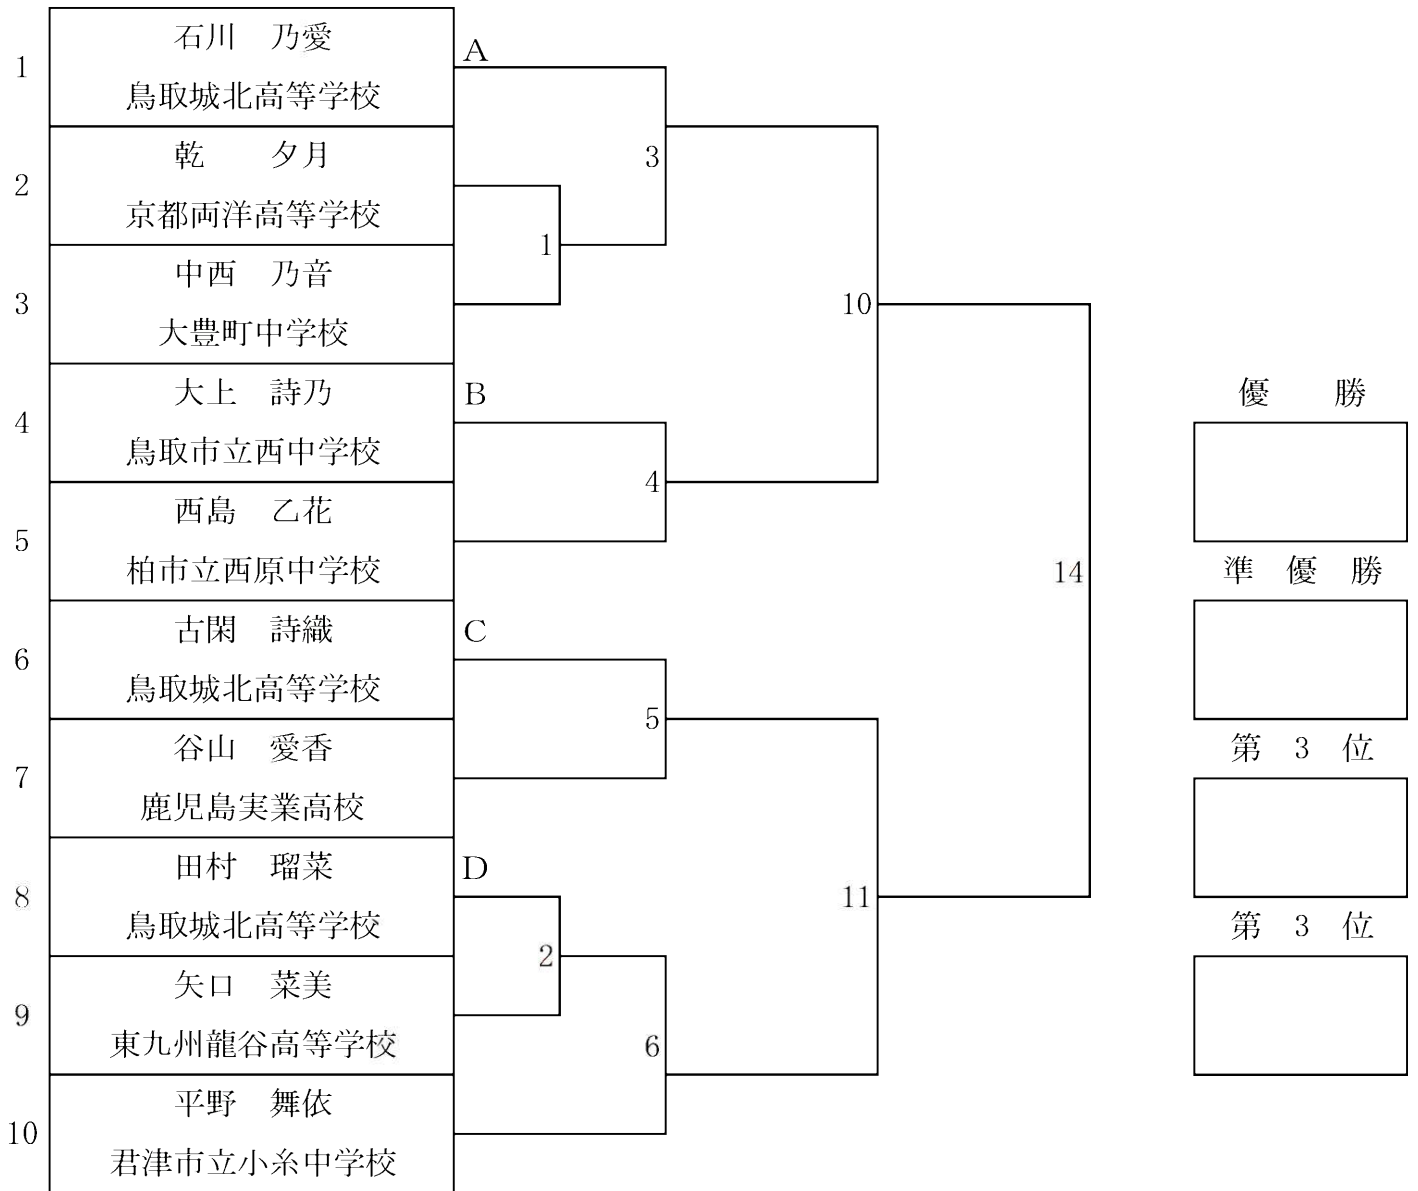 1
石川　乃愛
鳥取城北高等学校
A
2
乾　　夕月
京都両洋高等学校
3
中西　乃音
大豊町中学校
4
大上　詩乃
鳥取市立西中学校
B
5
西島　乙花
柏市立西原中学校
6
古閑　詩織
鳥取城北高等学校
C
7
谷山　愛香
鹿児島実業高校
8
田村　瑠菜
鳥取城北高等学校
D
9
矢口　菜美
東九州龍谷高等学校
10
平野　舞依
君津市立小糸中学校
1
2
3
4
5
6
10
11
14
優　勝
準　優　勝
第　3　位
第　3　位